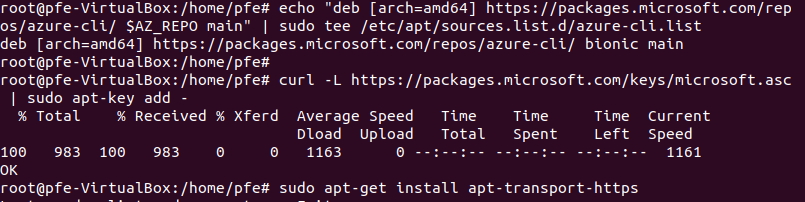 root@pfe-VirtualBox:/home/pfe# echo "deb [arch=amd64] https://packages.microsoft.com/rep
os/azure-cli/ $AZ_REPO main" | sudo tee /etc/apt/sources.list.d/azure-cli.list
deb [arch=amd64] https://packages.microsoft.com/repos/azure-cli/ bionic main
root@pfe-VirtualBox:/home/pfe#
root@pfe-VirtualBox:/home/pfe# curl -L https://packages.microsoft.com/keys/microsoft.asc
 | sudo apt-key add -
  % Total    % Received % Xferd  Average Speed   Time    Time     Time  Current
                                 Dload  Upload   Total   Spent    Left  Speed
100   983  100   983    0     0   1163      0 --:--:-- --:--:-- --:--:--  1161
OK
root@pfe-VirtualBox:/home/pfe# sudo apt-get install apt-transport-https